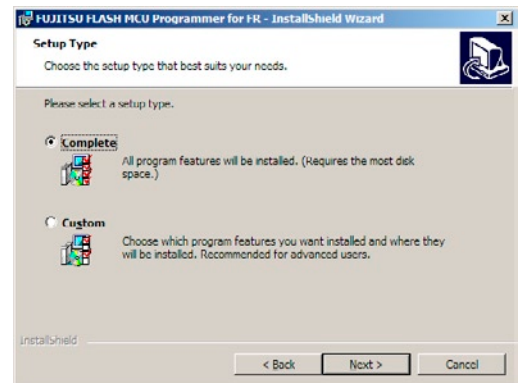 FUJITSU FLASH MCU Programmer for FR - InstallShield Wizard
Setup Type
Choose the setup type that best suits your needs.
Please select a setup type.
Complete
All program features will be installed. (Requires the most disk
space.)
Custom
Choose which program features you want installed and where they
will be installed. Recommended for advanced users.
InstallShield
< Back
Next >
Cancel